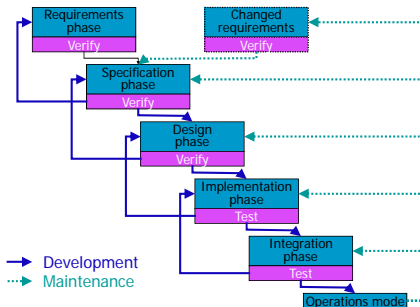 Requirements
phase
Verify
Changed
requirements
Verify
Specification
phase
Verify
Design
phase
Verify
Implementation
phase
Test
Integration
phase
Test
Operations mode
Development
Maintenance